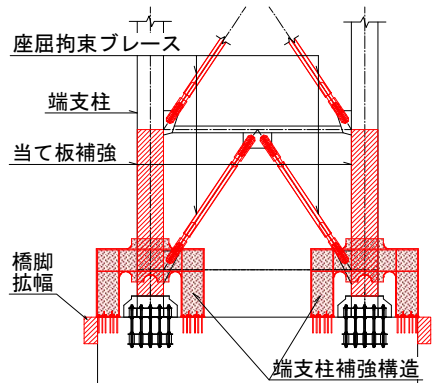 座屈拘束ブレース
端支柱
当て板補強
橋脚
拡幅
端支柱補強構造